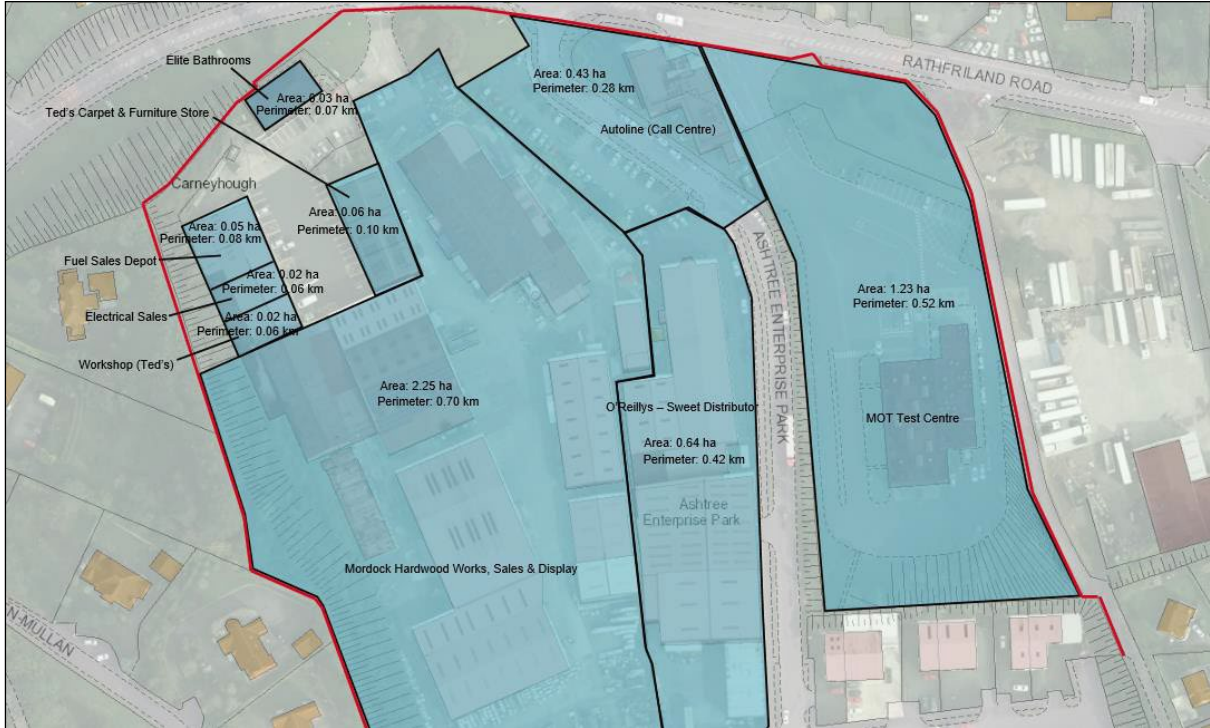 RATHFRILAND ROAD
Elite Bathrooms
Area: 0.03 ha
Perimeter: 0.07 km
Ted's Carpet & Furniture Store
Area: 0.43 ha
Perimeter: 0.28 km
Autoline (Call Centre)
Carneyhough
Area: 0.06 ha
Perimeter: 0.10 km
Area: 0.05 ha
Perimeter: 0.08 km
Fuel Sales Depot
Area: 0.02 ha
Perimeter: 0.06 km
Electrical Sales
Area: 0.02 ha
Perimeter: 0.06 km
Workshop (Ted's)
ASHTREE ENTERPRISE PARK
Area: 1.23 ha
Perimeter: 0.52 km
Area: 2.25 ha
Perimeter: 0.70 km
O'Reillys – Sweet Distributor
MOT Test Centre
Area: 0.64 ha
Perimeter: 0.42 km
Ashtree
Enterprise Park
Mordock Hardwood Works, Sales & Display
N MULLAN